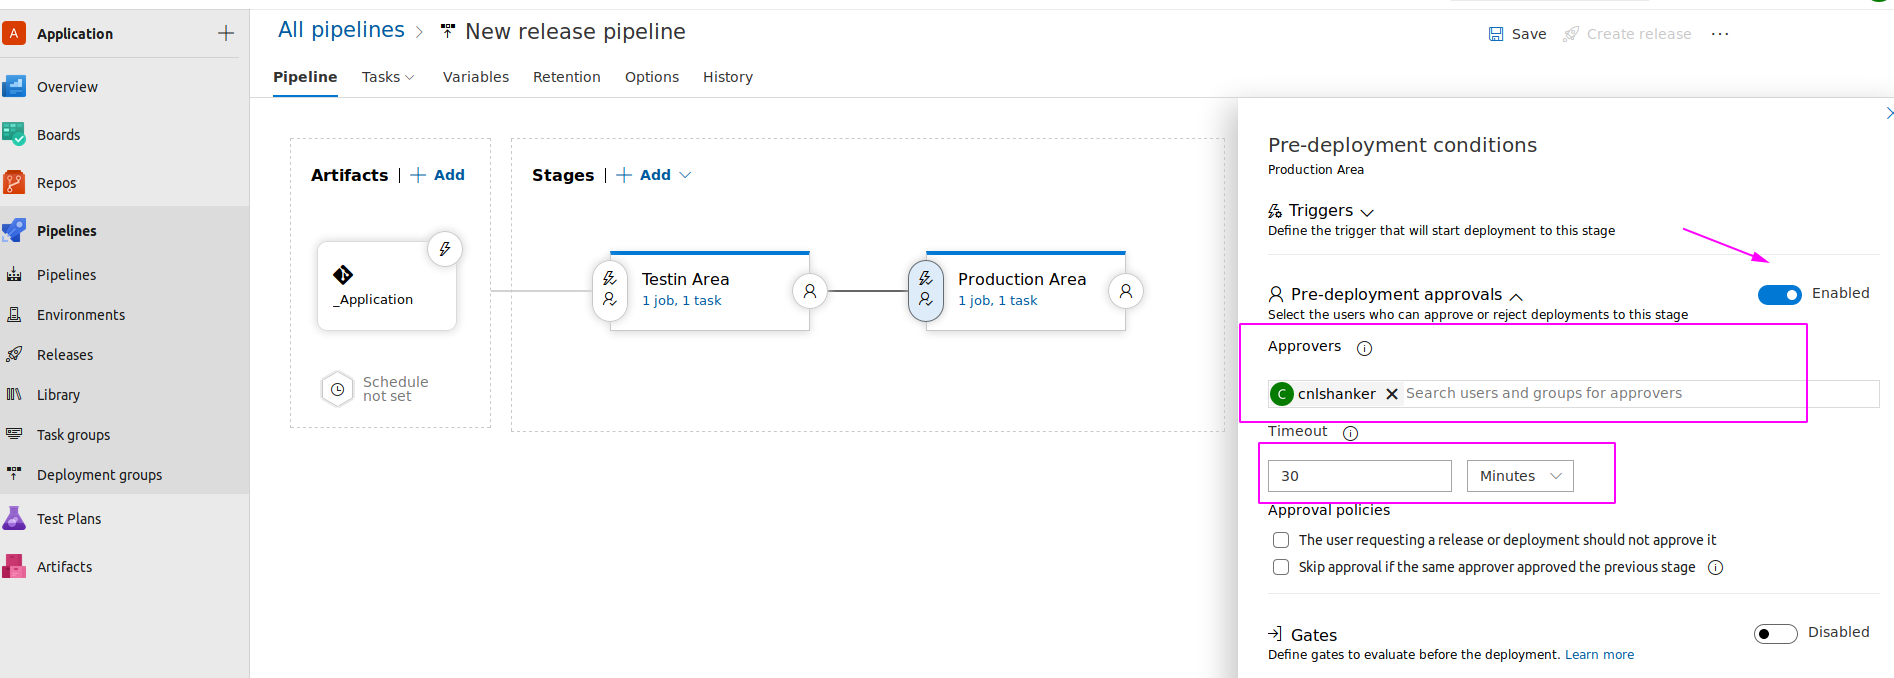 A Application
Overview
Boards
Repos
Pipelines
Pipelines
Environments
Releases
Library
Task groups
Deployment groups
Test Plans
Artifacts
All pipelines > New release pipeline
Save Create release ...
Pipeline Tasks Variables Retention Options History
Artifacts | + Add
_Application
Schedule
not set
Stages | + Add
Testin Area
1 job, 1 task
Production Area
1 job, 1 task
Pre-deployment conditions
Production Area
Triggers
Define the trigger that will start deployment to this stage
Pre-deployment approvals Enabled
Select the users who can approve or reject deployments to this stage
Approvers
C cnlshanker Search users and groups for approvers
Timeout
30 Minutes
Approval policies
The user requesting a release or deployment should not approve it
Skip approval if the same approver approved the previous stage
Gates Disabled
Define gates to evaluate before the deployment. Learn more